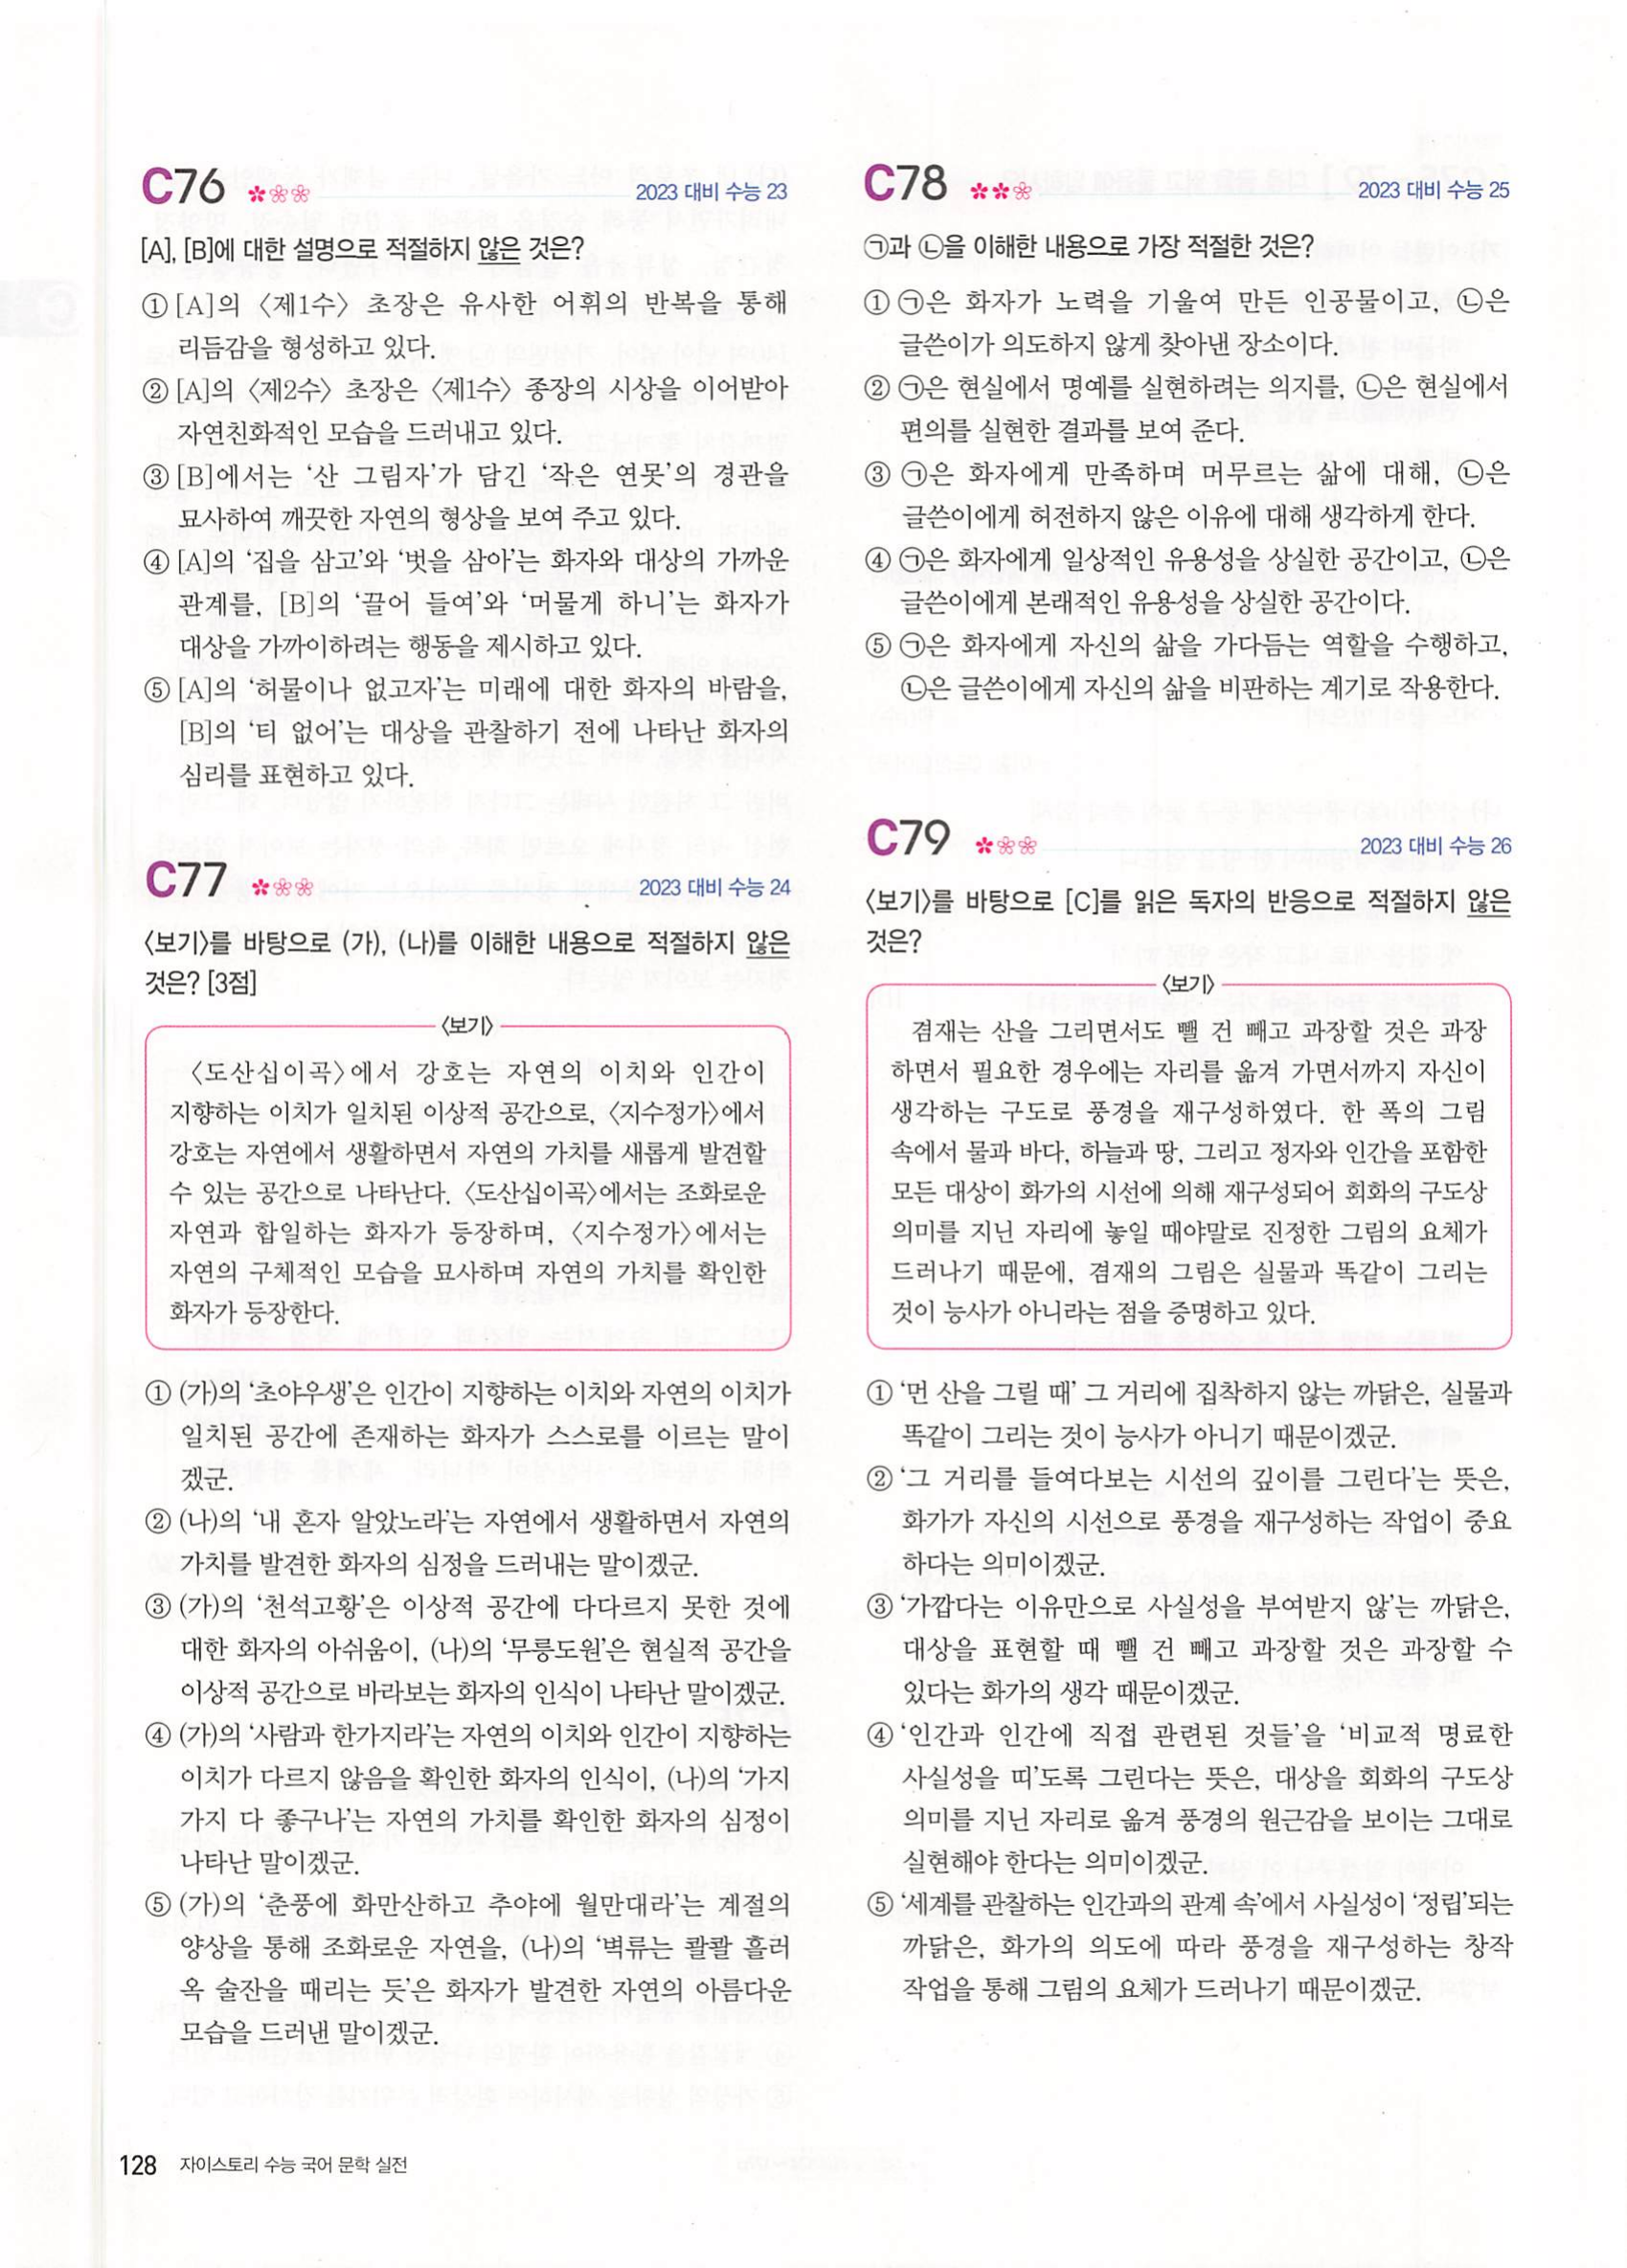 C76
2023 대비 수능 23
[A], [B]에 대한 설명으로 적절하지 않은 것은?
① [A]의 〈제1수〉 초장은 유사한 어휘의 반복을 통해
리듬감을 형성하고 있다.
② [A]의 〈제2수〉 초장은 〈제1수〉 종장의 시상을 이어받아
자연친화적인 모습을 드러내고 있다.
③ [B]에서는 ‘산 그림자’가 담긴 ‘작은 연못’의 경관을
묘사하여 깨끗한 자연의 형상을 보여 주고 있다.
④ [A]의 ‘집을 삼고’와 ‘벗을 삼아’는 화자와 대상의 가까운
관계를, [B]의 ‘끌어 들여’와 ‘머물게 하니’는 화자가
대상을 가까이하려는 행동을 제시하고 있다.
⑤ [A]의 ‘허물이나 없고자’는 미래에 대한 화자의 바람을,
[B]의 ‘티 없어’는 대상을 관찰하기 전에 나타난 화자의
심리를 표현하고 있다.
C77
2023 대비 수능 24
〈보기〉를 바탕으로 (가), (나)를 이해한 내용으로 적절하지 않은
것은? [3점]
〈보기〉
〈도산십이곡〉에서 강호는 자연의 이치와 인간이
지향하는 이치가 일치된 이상적 공간으로, 〈지수정가〉에서
강호는 자연에서 생활하면서 자연의 가치를 새롭게 발견할
수 있는 공간으로 나타난다. 〈도산십이곡〉에서는 조화로운
자연과 합일하는 화자가 등장하며, 〈지수정가〉에서는
자연의 구체적인 모습을 묘사하며 자연의 가치를 확인한
화자가 등장한다.
① (가)의 ‘초야우생’은 인간이 지향하는 이치와 자연의 이치가
일치된 공간에 존재하는 화자가 스스로를 이르는 말이
겠군.
② (나)의 ‘내 혼자 알았노라’는 자연에서 생활하면서 자연의
가치를 발견한 화자의 심정을 드러내는 말이겠군.
③ (가)의 ‘천석고황’은 이상적 공간에 다다르지 못한 것에
대한 화자의 아쉬움이, (나)의 ‘무릉도원’은 현실적 공간을
이상적 공간으로 바라보는 화자의 인식이 나타난 말이겠군.
④ (가)의 ‘사람과 한가지라’는 자연의 이치와 인간이 지향하는
이치가 다르지 않음을 확인한 화자의 인식이, (나)의 ‘가지
가지 다 좋구나’는 자연의 가치를 확인한 화자의 심정이
나타난 말이겠군.
⑤ (가)의 ‘춘풍에 화만산하고 추야에 월만대라’는 계절의
양상을 통해 조화로운 자연을, (나)의 ‘벽류는 콸콸 흘러
옥 술잔을 때리는 듯’은 화자가 발견한 자연의 아름다운
모습을 드러낸 말이겠군.
C78
2023 대비 수능 25
㉠과 ㉡을 이해한 내용으로 가장 적절한 것은?
① ㉠은 화자가 노력을 기울여 만든 인공물이고, ㉡은
글쓴이가 의도하지 않게 찾아낸 장소이다.
② ㉠은 현실에서 명예를 실현하려는 의지를, ㉡은 현실에서
편의를 실현한 결과를 보여 준다.
③ ㉠은 화자에게 만족하며 머무르는 삶에 대해, ㉡은
글쓴이에게 허전하지 않은 이유에 대해 생각하게 한다.
④ ㉠은 화자에게 일상적인 유용성을 상실한 공간이고, ㉡은
글쓴이에게 본래적인 유용성을 상실한 공간이다.
⑤ ㉠은 화자에게 자신의 삶을 가다듬는 역할을 수행하고,
㉡은 글쓴이에게 자신의 삶을 비판하는 계기로 작용한다.
C79
2023 대비 수능 26
〈보기〉를 바탕으로 [C]를 읽은 독자의 반응으로 적절하지 않은
것은?
〈보기〉
겸재는 산을 그리면서도 뺄 건 빼고 과장할 것은 과장
하면서 필요한 경우에는 자리를 옮겨 가면서까지 자신이
생각하는 구도로 풍경을 재구성하였다. 한 폭의 그림
속에서 물과 바다, 하늘과 땅, 그리고 정자와 인간을 포함한
모든 대상이 화가의 시선에 의해 재구성되어 회화의 구도상
의미를 지닌 자리에 놓일 때야말로 진정한 그림의 요체가
드러나기 때문에, 겸재의 그림은 실물과 똑같이 그리는
것이 능사가 아니라는 점을 증명하고 있다.
① ‘먼 산을 그릴 때’ 그 거리에 집착하지 않는 까닭은, 실물과
똑같이 그리는 것이 능사가 아니기 때문이겠군.
② ‘그 거리를 들여다보는 시선의 깊이를 그린다’는 뜻은,
화가가 자신의 시선으로 풍경을 재구성하는 작업이 중요
하다는 의미이겠군.
③ ‘가깝다는 이유만으로 사실성을 부여받지 않’는 까닭은,
대상을 표현할 때 뺄 건 빼고 과장할 것은 과장할 수
있다는 화가의 생각 때문이겠군.
④ ‘인간과 인간에 직접 관련된 것들’을 ‘비교적 명료한
사실성을 띠’도록 그린다는 뜻은, 대상을 회화의 구도상
의미를 지닌 자리로 옮겨 풍경의 원근감을 보이는 그대로
실현해야 한다는 의미이겠군.
⑤ ‘세계를 관찰하는 인간과의 관계 속’에서 사실성이 ‘정립’되는
까닭은, 화가의 의도에 따라 풍경을 재구성하는 창작
작업을 통해 그림의 요체가 드러나기 때문이겠군.
128 자이스토리 수능 국어 문학 실전